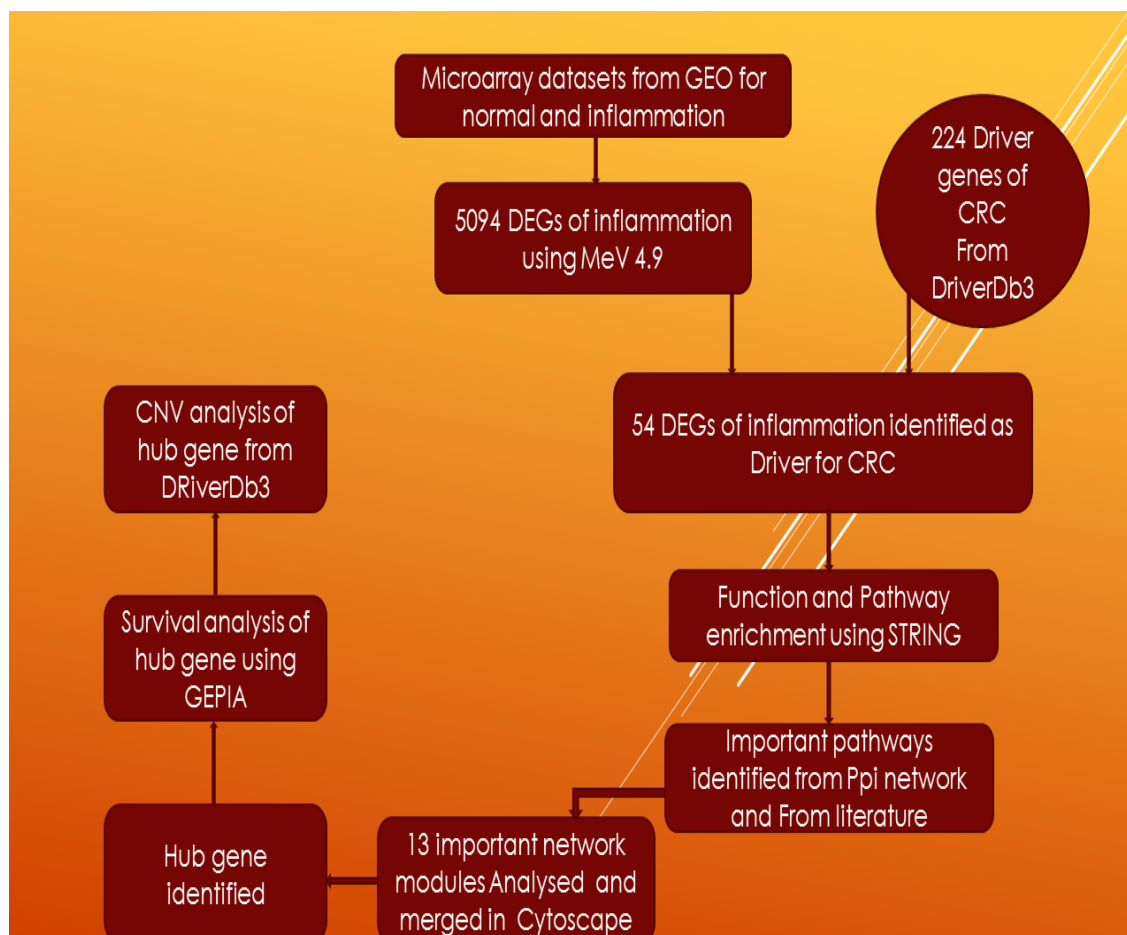 Microarray datasets from GEO for
normal and inflammation
224 Driver
genes of
CRC
From
DriverDb3
5094 DEGs of inflammation
using MeV 4.9
54 DEGs of inflammation identified as
Driver for CRC
Function and Pathway
enrichment using STRING
Important pathways
identified from Ppi network
and From literature
13 important network
modules Analysed and
merged in Cytoscape
Hub gene
identified
Survival analysis of
hub gene using
GEPIA
CNV analysis of
hub gene from
DRiverDb3